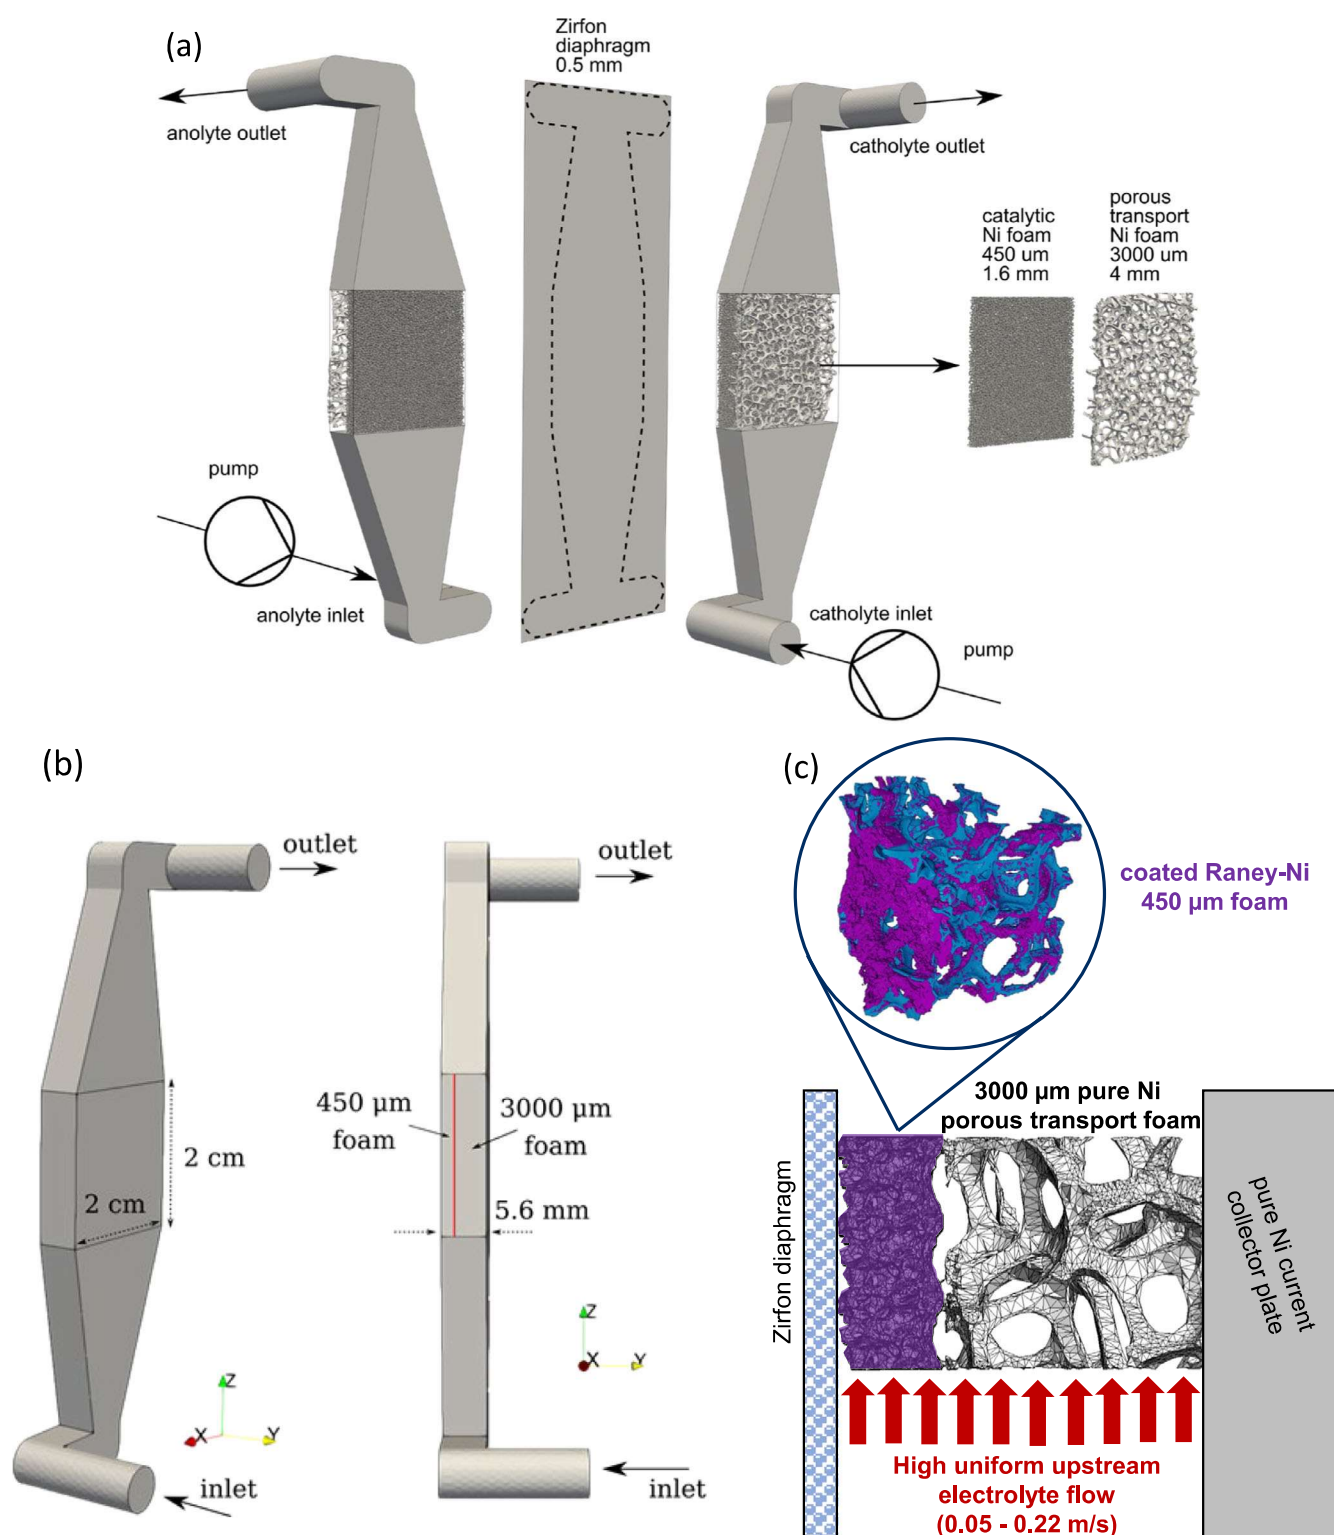 (a)
Zirfon
diaphragm
0.5 mm
anolyte outlet
catholyte outlet
catalytic
Ni foam
450 um
1.6 mm
porous
transport
Ni foam
3000 um
4 mm
pump
anolyte inlet
catholyte inlet
pump
(b)
outlet
2 cm
2 cm
Z
X
Y
inlet
outlet
450 μm
foam
3000 μm
foam
5.6 mm
Z
X
Y
inlet
(c)
coated Raney-Ni
450 μm foam
3000 μm pure Ni
porous transport foam
Zirfon diaphragm
pure Ni current
collector plate
High uniform upstream
electrolyte flow
(0.05 - 0.22 m/s)